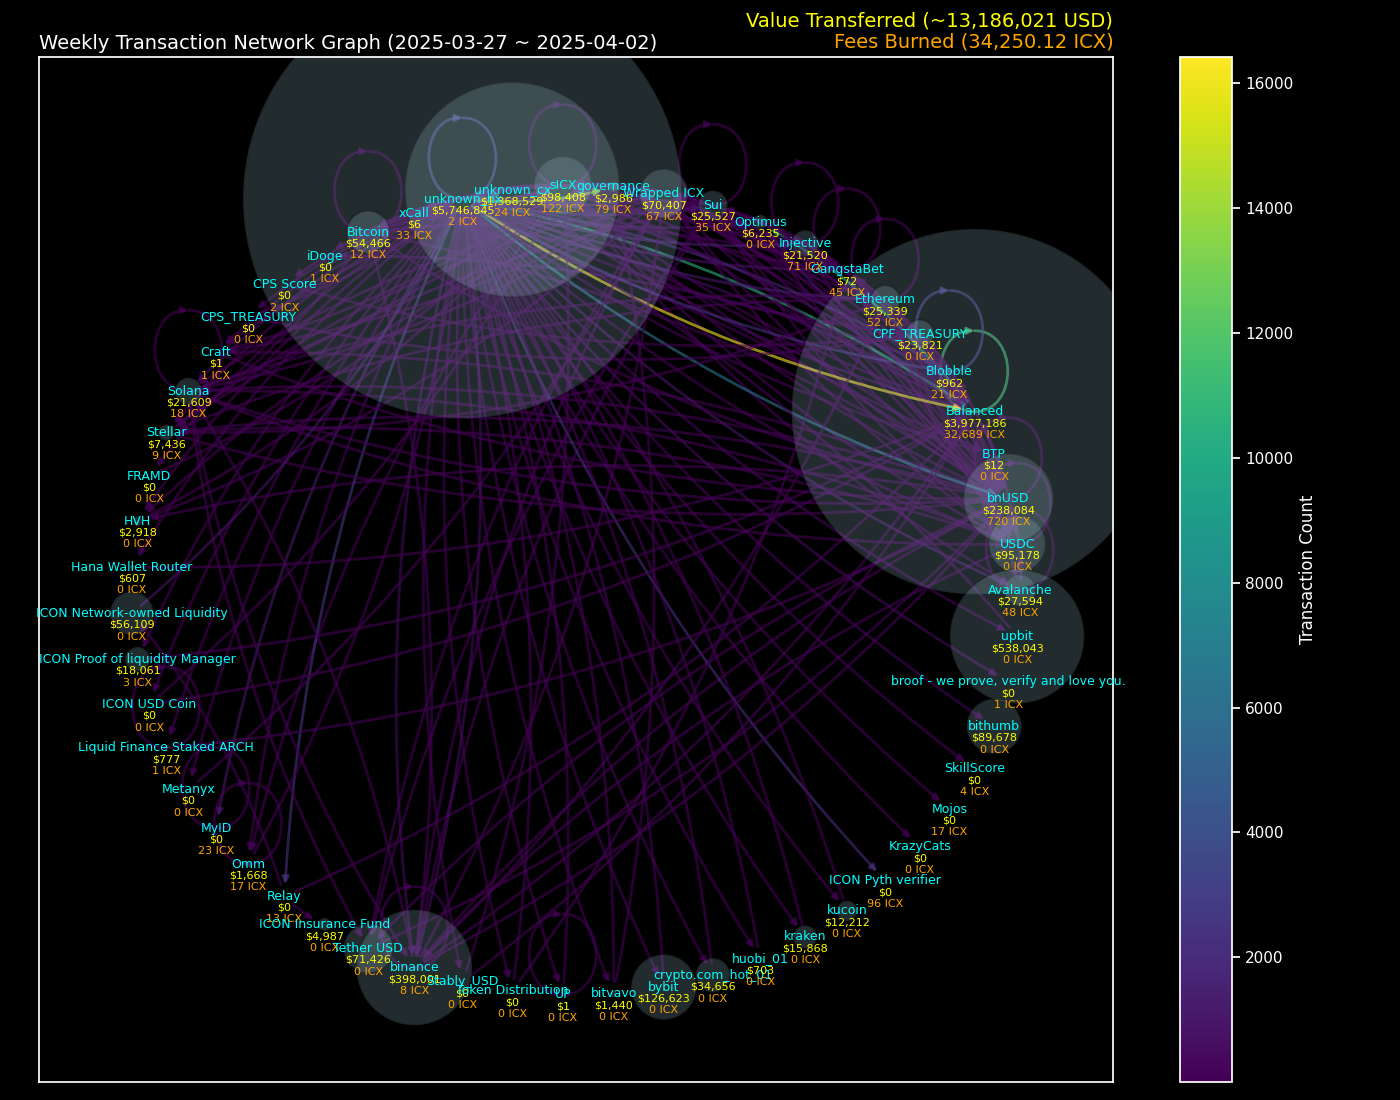 Value Transferred (~13,186,021 USD)
Weekly Transaction Network Graph (2025-03-27 ~ 2025-04-02)
Fees Burned (34,250.12 ICX)
unknown_cx
$1,368,529
24 ICX
sICX
$98,408
122 ICX
governance
$2,986
79 ICX
Wrapped ICX
$70,407
67 ICX
Sui
$25,527
35 ICX
Optimus
$6,235
0 ICX
Injective
$21,520
71 ICX
GangstaBet
$72
45 ICX
Ethereum
$25,339
52 ICX
CPF_TREASURY
$23,821
0 ICX
Blobble
$962
21 ICX
Balanced
$3,977,186
32,689 ICX
BTP
$12
0 ICX
bnUSD
$238,084
720 ICX
USDC
$95,178
0 ICX
Avalanche
$27,594
48 ICX
upbit
$538,043
0 ICX
broof - we prove, verify and love you.
$0
1 ICX
bithumb
$89,678
0 ICX
SkillScore
$0
4 ICX
Mojos
$0
17 ICX
KrazyCats
$0
0 ICX
ICON Pyth verifier
$0
96 ICX
kucoin
$12,212
0 ICX
kraken
$15,868
0 ICX
huobi_01
$703
0 ICX
crypto.com_hot_01
$34,656
0 ICX
bybit
$126,623
0 ICX
bitvavo
$1,440
0 ICX
UP
$1
0 ICX
Token Distribution
$0
0 ICX
Stably_USD
$0
0 ICX
binance
$398,001
8 ICX
Tether USD
$71,426
0 ICX
ICON Insurance Fund
$4,987
0 ICX
Relay
$0
13 ICX
Omm
$1,668
17 ICX
MyID
$0
23 ICX
Metanyx
$0
0 ICX
Liquid Finance Staked ARCH
$777
1 ICX
ICON USD Coin
$0
0 ICX
ICON Proof of liquidity Manager
$18,061
3 ICX
ICON Network-owned Liquidity
$56,109
0 ICX
Hana Wallet Router
$607
0 ICX
HVH
$2,918
0 ICX
FRAMD
$0
0 ICX
Stellar
$7,436
9 ICX
Solana
$21,609
18 ICX
Craft
$1
1 ICX
CPS_TREASURY
$0
0 ICX
CPS Score
$0
2 ICX
iDoge
$0
1 ICX
Bitcoin
$54,466
12 ICX
xCall
$6
33 ICX
$5,746,845
2 ICX
16000
14000
12000
10000
8000
6000
4000
2000
Transaction Count